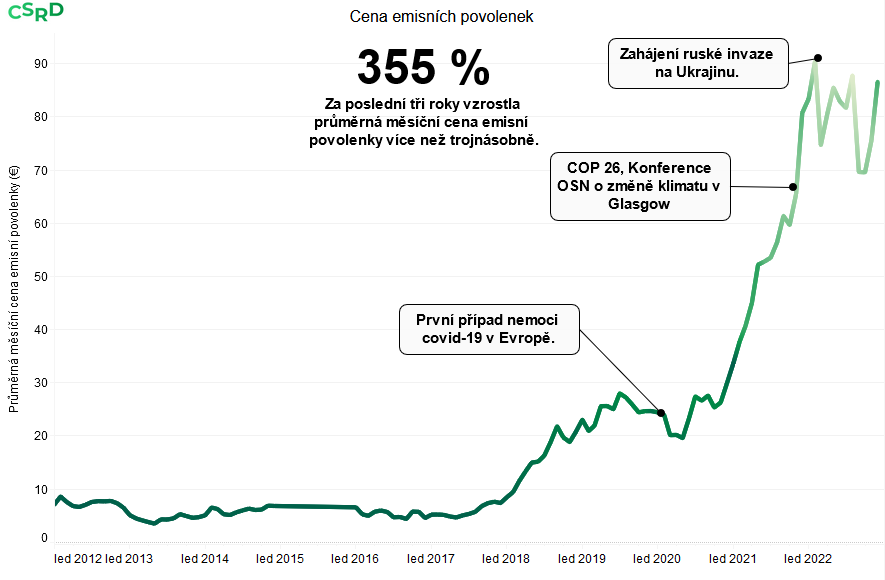 CSRD
Cena emisních povolenek
355 %
Za poslední tři roky vzrostla
průměrná měsíční cena emisní
povolenky více než trojnásobně.
Zahájení ruské invaze
na Ukrajinu.
COP 26, Konference
OSN o změně klimatu v
Glasgow
První případ nemoci
covid-19 v Evropě.
Průměrná měsíční cena emisní povolenky (€)
90
80
70
60
50
40
30
20
10
0
led 2012 led 2013 led 2014 led 2015 led 2016 led 2017 led 2018 led 2019 led 2020 led 2021 led 2022